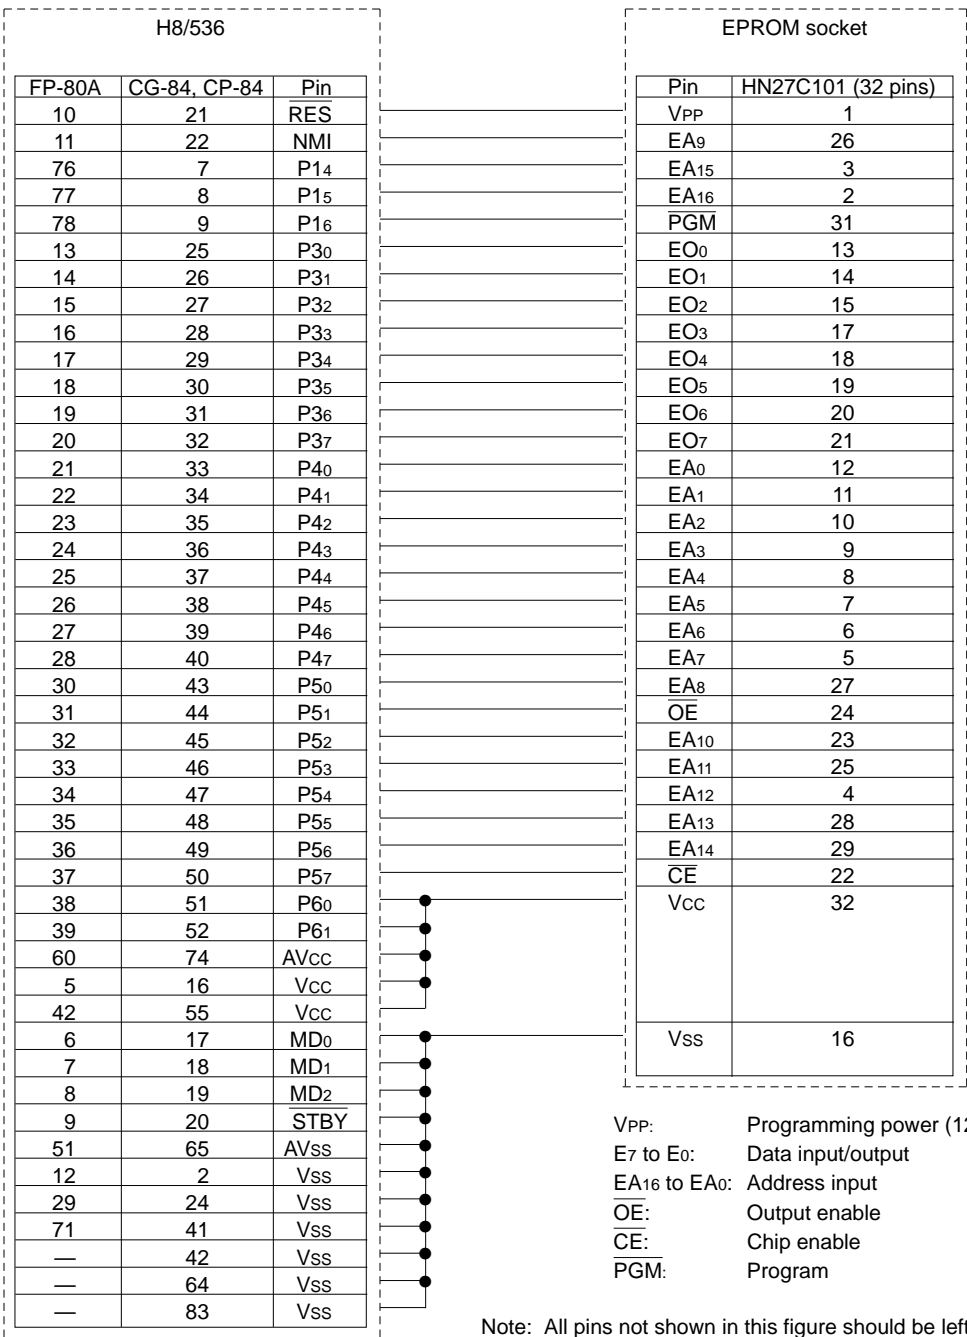 H8/536 EPROM socket
FP-80A CG-84, CP-84 Pin Pin HN27C101 (32 pins)
10 21 RES VPP 1
11 22 NMI EA9 26
76 7 P14 EA15 3
77 8 P15 EA16 2
78 9 P16 PGM 31
13 25 P30 EO0 13
14 26 P31 EO1 14
15 27 P32 EO2 15
16 28 P33 EO3 17
17 29 P34 EO4 18
18 30 P35 EO5 19
19 31 P36 EO6 20
20 32 P37 EO7 21
21 33 P40 EA0 12
22 34 P41 EA1 11
23 35 P42 EA2 10
24 36 P43 EA3 9
25 37 P44 EA4 8
26 38 P45 EA5 7
27 39 P46 EA6 6
28 40 P47 EA7 5
30 43 P50 EA8 27
31 44 P51 OE 24
32 45 P52 EA10 23
33 46 P53 EA11 25
34 47 P54 EA12 4
35 48 P55 EA13 28
36 49 P56 EA14 29
37 50 P57 CE 22
38 51 P60 VCC 32
39 52 P61
60 74 AVCC
5 16 VCC
42 55 VCC
6 17 MD0 VSS 16
7 18 MD1
8 19 MD2
9 20 STBY
51 65 AVSS
12 2 VSS
29 24 VSS
71 41 VSS
— 42 VSS
— 64 VSS
— 83 VSS
VPP: Programming power (12
E7 to E0: Data input/output
EA16 to EA0: Address input
OE: Output enable
CE: Chip enable
PGM: Program
Note: All pins not shown in this figure should be left